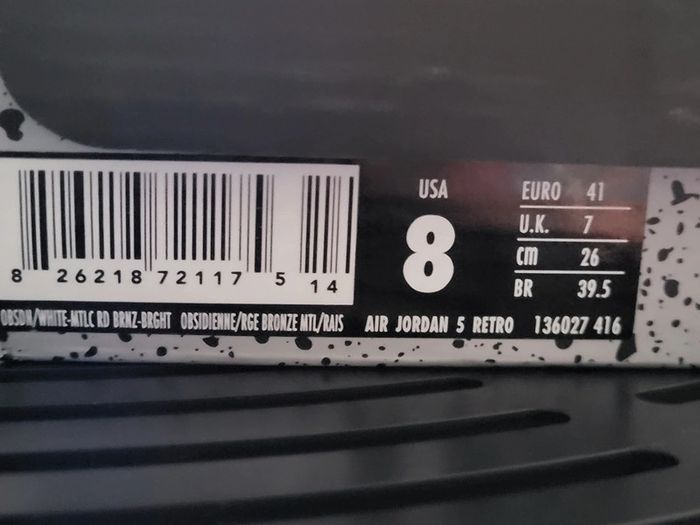 USA
8
EURO 41
U.K. 7
cm 26
BR 39.5
8 26218 72117 5 14
OBSDN/WHITE-MTLC RD BRNZ-BRGHT OBSIDIENNE/RGE BRONZE MTL/RAIS AIR JORDAN 5 RETRO 136027 416